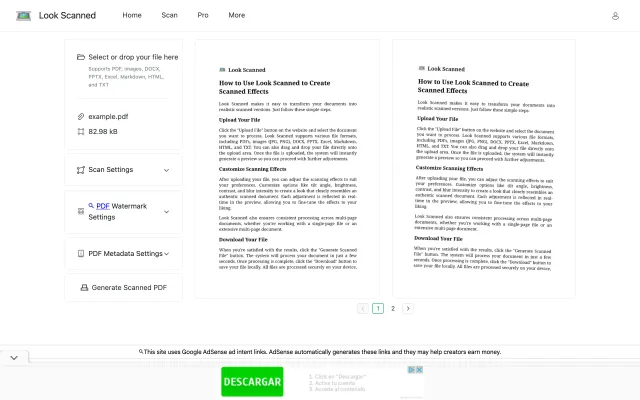 Look Scanned
Home
Scan
Pro
More
Select or drop your file here
Supports PDF, images, DOCX,
PPTX, Excel, Markdown, HTML,
and TXT
example.pdf
82.98 kB
Scan Settings
PDF Watermark
Settings
PDF Metadata Settings
Generate Scanned PDF
Look Scanned
How to Use Look Scanned to Create
Scanned Effects
Look Scanned makes it easy to transform your documents into
realistic scanned versions. Just follow these simple steps.
Upload Your File
Click the "Upload File" button on the website and select the document
you want to process. Look Scanned supports various file formats,
including PDFs, images (JPG, PNG), DOCX, PPTX, Excel, Markdown,
HTML, and TXT. You can also drag and drop your file directly onto
the upload area. Once the file is uploaded, the system will instantly
generate a preview so you can proceed with further adjustments.
Customize Scanning Effects
After uploading your file, you can adjust the scanning effects to suit
your preferences. Customize options like tilt angle, brightness,
contrast, and blur intensity to create a look that closely resembles an
authentic scanned document. Each adjustment is reflected in real-
time in the preview, allowing you to fine-tune the effects to your
liking.
Look Scanned also ensures consistent processing across multi-page
documents, whether you're working with a single-page file or an
extensive multi-page document.
Download Your File
When you're satisfied with the results, click the "Generate Scanned
File" button. The system will process your document in just a few
seconds. Once processing is complete, click the "Download" button to
save your file locally. All files are processed securely on your device,
Look Scanned
How to Use Look Scanned to Create
Scanned Effects
Look Scanned makes it easy to transform your documents into
realistic scanned versions. Just follow these simple steps.
Upload Your File
Click the "Upload File" button on the website and select the document
you want to process. Look Scanned supports various file formats,
including PDFs, images (JPG, PNG), DOCX, PPTX, Excel, Markdown,
HTML, and TXT. You can also drag and drop your file directly onto
the upload area. Once the file is uploaded, the system will instantly
generate a preview so you can proceed with further adjustments.
Customize Scanning Effects
After uploading your file, you can adjust the scanning effects to suit
your preferences. Customize options like tilt angle, brightness,
contrast, and blur intensity to create a look that closely resembles an
authentic scanned document. Each adjustment is reflected in real-
time in the preview, allowing you to fine-tune the effects to your
liking.
Look Scanned also ensures consistent processing across multi-page
documents, whether you're working with a single-page file or an
extensive multi-page document.
Download Your File
When you're satisfied with the results, click the "Generate Scanned
File" button. The system will process your document in just a few
seconds. Once processing is complete, click the "Download" button to
save your file locally. All files are processed securely on your device,
1
2
This site uses Google AdSense ad intent links. AdSense automatically generates these links and they may help creators earn money.
DESCARGAR
1. Click en "Descargar"
2. Activa tu cuenta
3. Accede al contenido